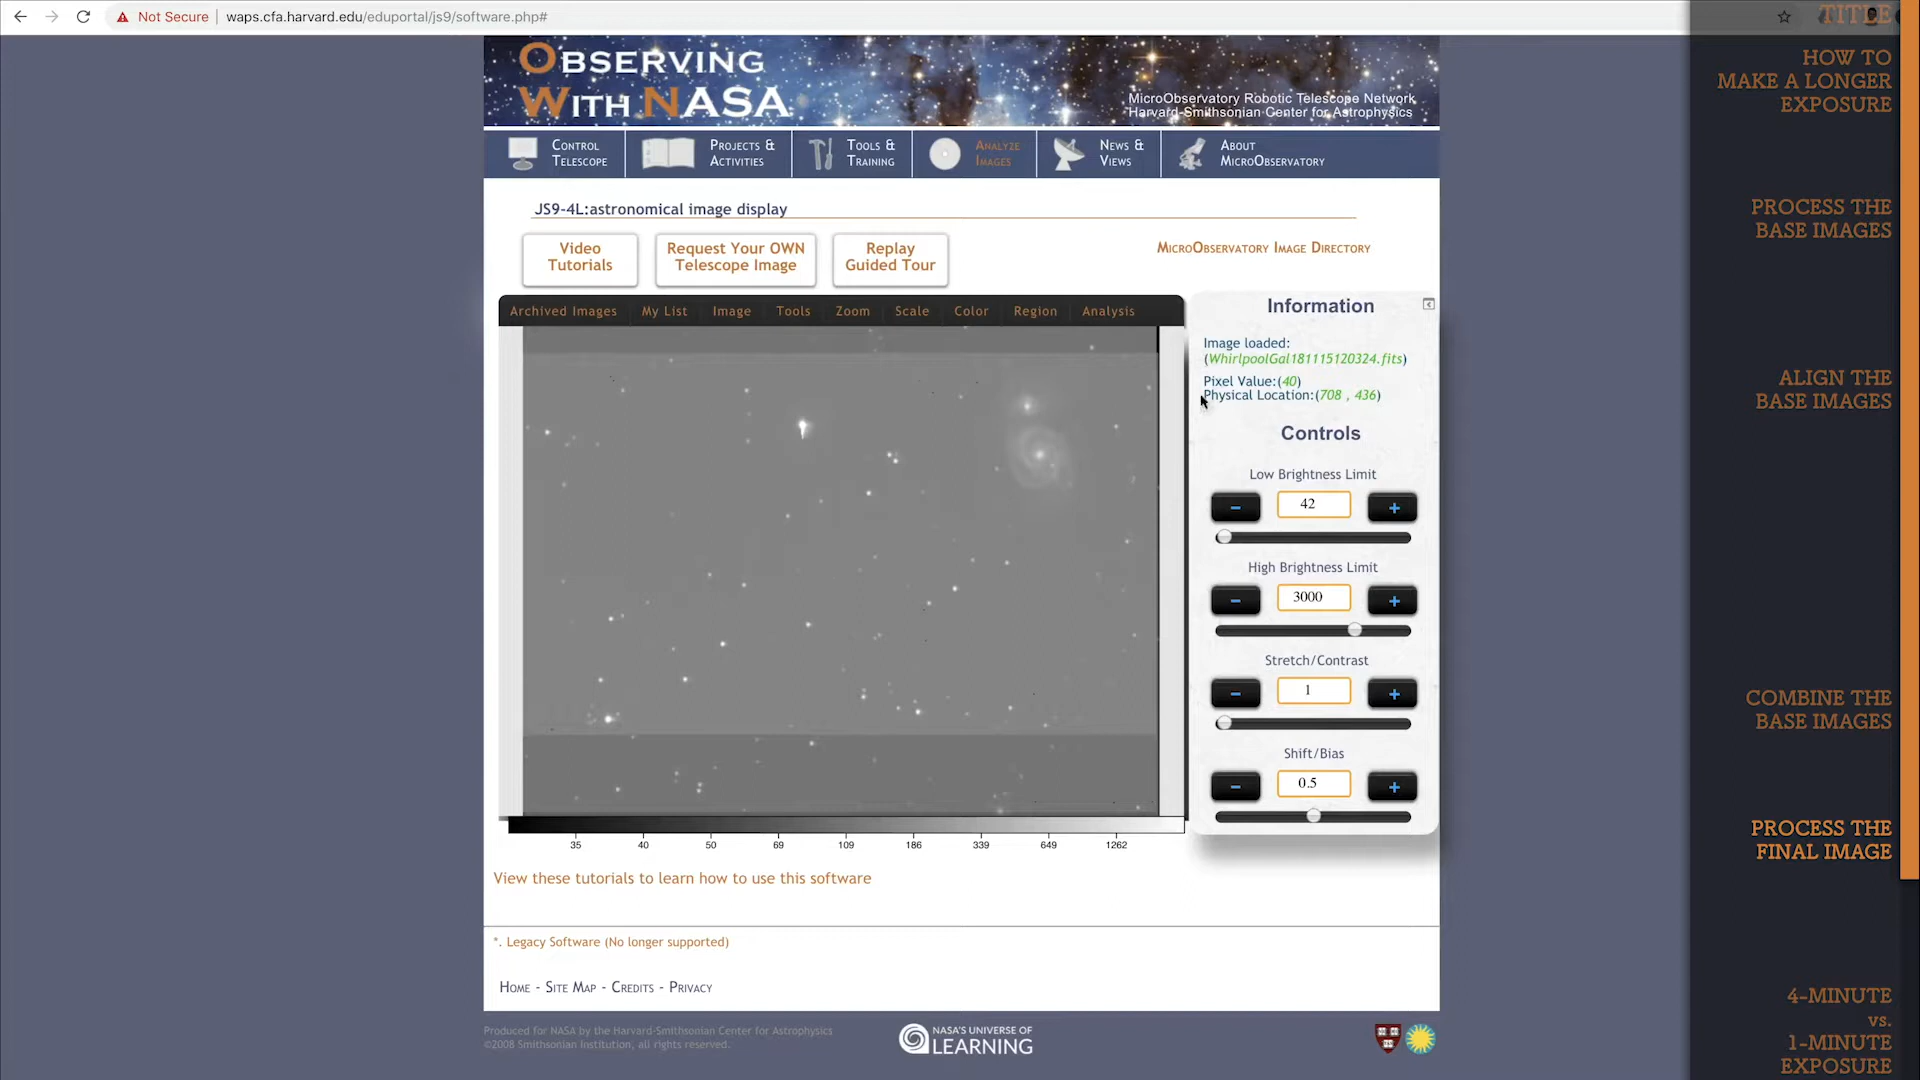 Not Secure | waps.cfa.harvard.edu/eduportal/js9/software.php#
OBSERVING
WITH NASA
MicroObservatory Robotic Telescope Network
Harvard-Smithsonian Center for Astrophysics
CONTROL
TELESCOPE
PROJECTS &
ACTIVITIES
TOOLS &
TRAINING
ANALYZE
IMAGES
NEWS &
VIEWS
ABOUT
MICROOBSERVATORY
JS9-4L:astronomical image display
Video
Tutorials
Request Your OWN
Telescope Image
Replay
Guided Tour
MICROOBSERVATORY IMAGE DIRECTORY
Archived Images My List Image Tools Zoom Scale Color Region Analysis
Information
Image loaded:
(WhirlpoolGal181115120324.fits)
Pixel Value:(40)
Physical Location:(708 , 436)
Controls
Low Brightness Limit
− 42 +
High Brightness Limit
− 3000 +
Stretch/Contrast
− 1 +
Shift/Bias
− 0.5 +
35 40 50 69 109 186 339 649 1262
View these tutorials to learn how to use this software
*. Legacy Software (No longer supported)
HOME - SITE MAP - CREDITS - PRIVACY
Produced for NASA by the Harvard-Smithsonian Center for Astrophysics
©2008 Smithsonian Institution, all rights reserved.
NASA'S UNIVERSE OF
LEARNING
TITLE
HOW TO
MAKE A LONGER
EXPOSURE
PROCESS THE
BASE IMAGES
ALIGN THE
BASE IMAGES
COMBINE THE
BASE IMAGES
PROCESS THE
FINAL IMAGE
4-MINUTE
VS.
1-MINUTE
EXPOSURE